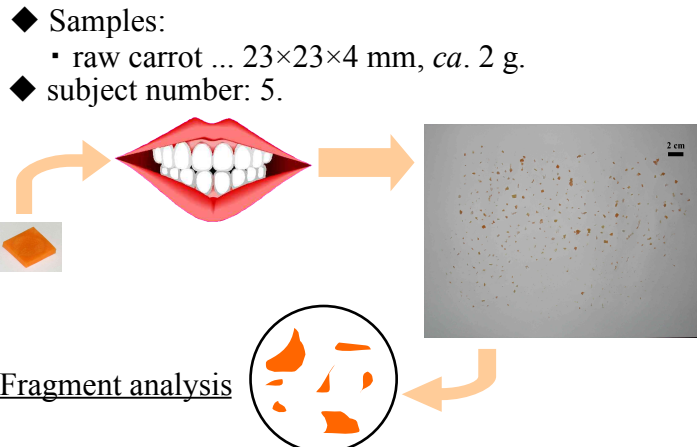 ◆ Samples:
・raw carrot ... 23×23×4 mm, ca. 2 g.
◆ subject number: 5.
2 cm
Fragment analysis